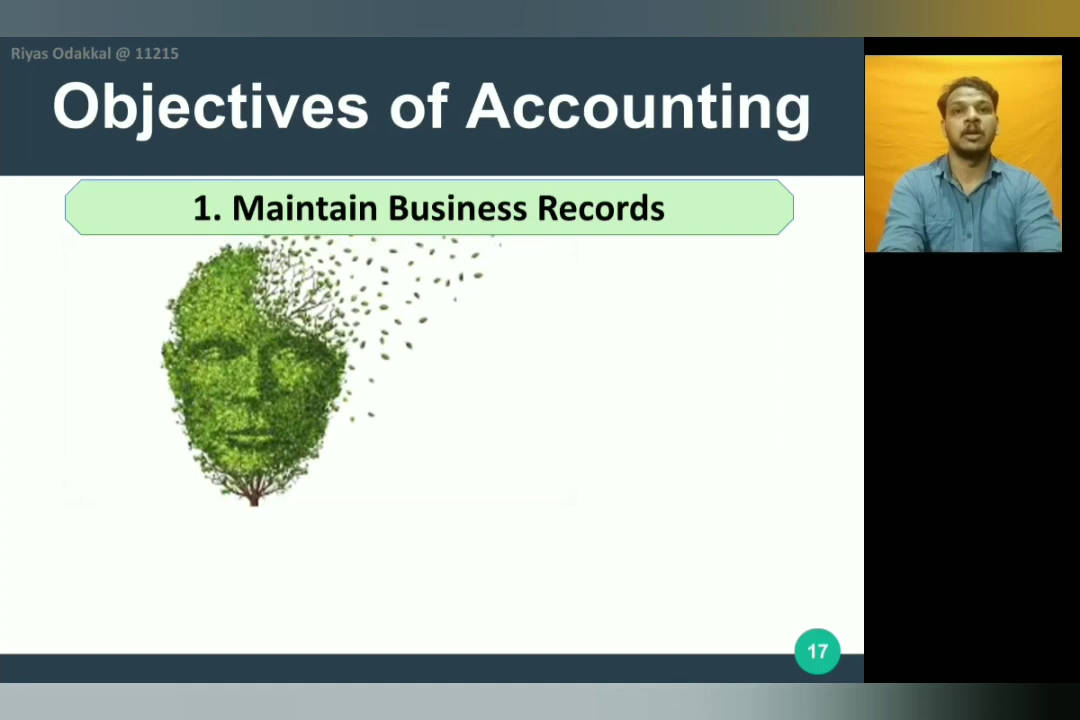 Riyas Odakkal @ 11215
Objectives of Accounting
1. Maintain Business Records
17